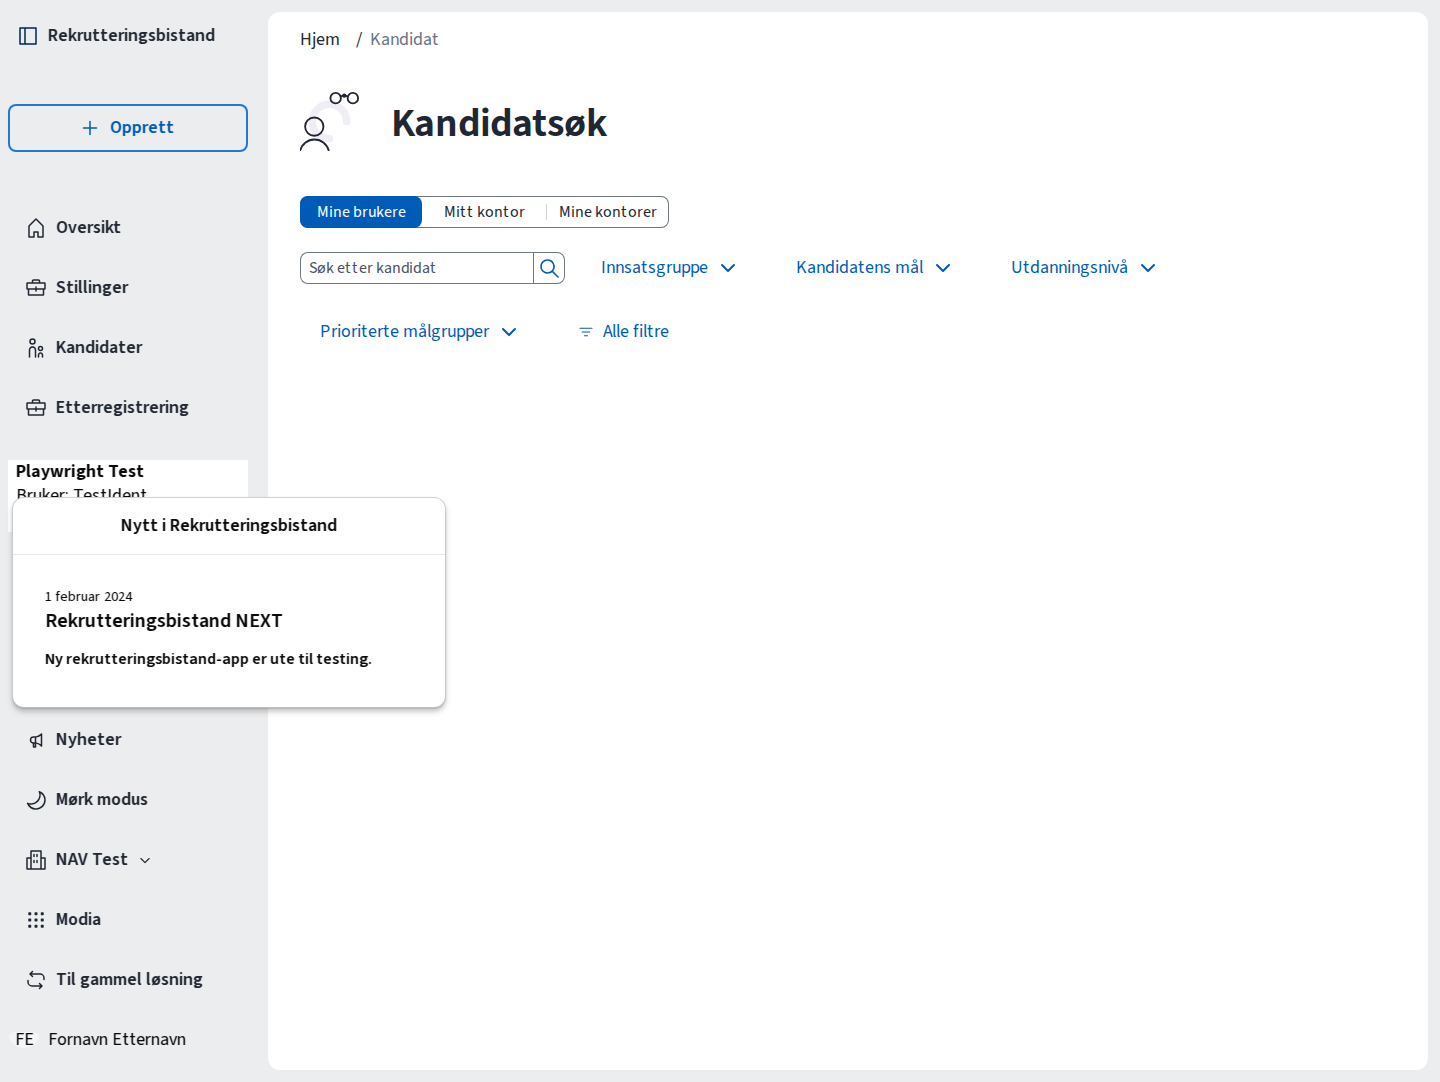 Rekrutteringsbistand
Opprett
Oversikt
Stillinger
Kandidater
Etterregistrering
Playwright Test
Bruker: TestIdent
Nytt i Rekrutteringsbistand
1 februar 2024
Rekrutteringsbistand NEXT
Ny rekrutteringsbistand-app er ute til testing.
Nyheter
Mørk modus
NAV Test
Modia
Til gammel løsning
FE Fornavn Etternavn
Hjem / Kandidat
Kandidatsøk
Mine brukere Mitt kontor Mine kontorer
Søk etter kandidat Innsatsgruppe Kandidatens mål Utdanningsnivå
Prioriterte målgrupper Alle filtre